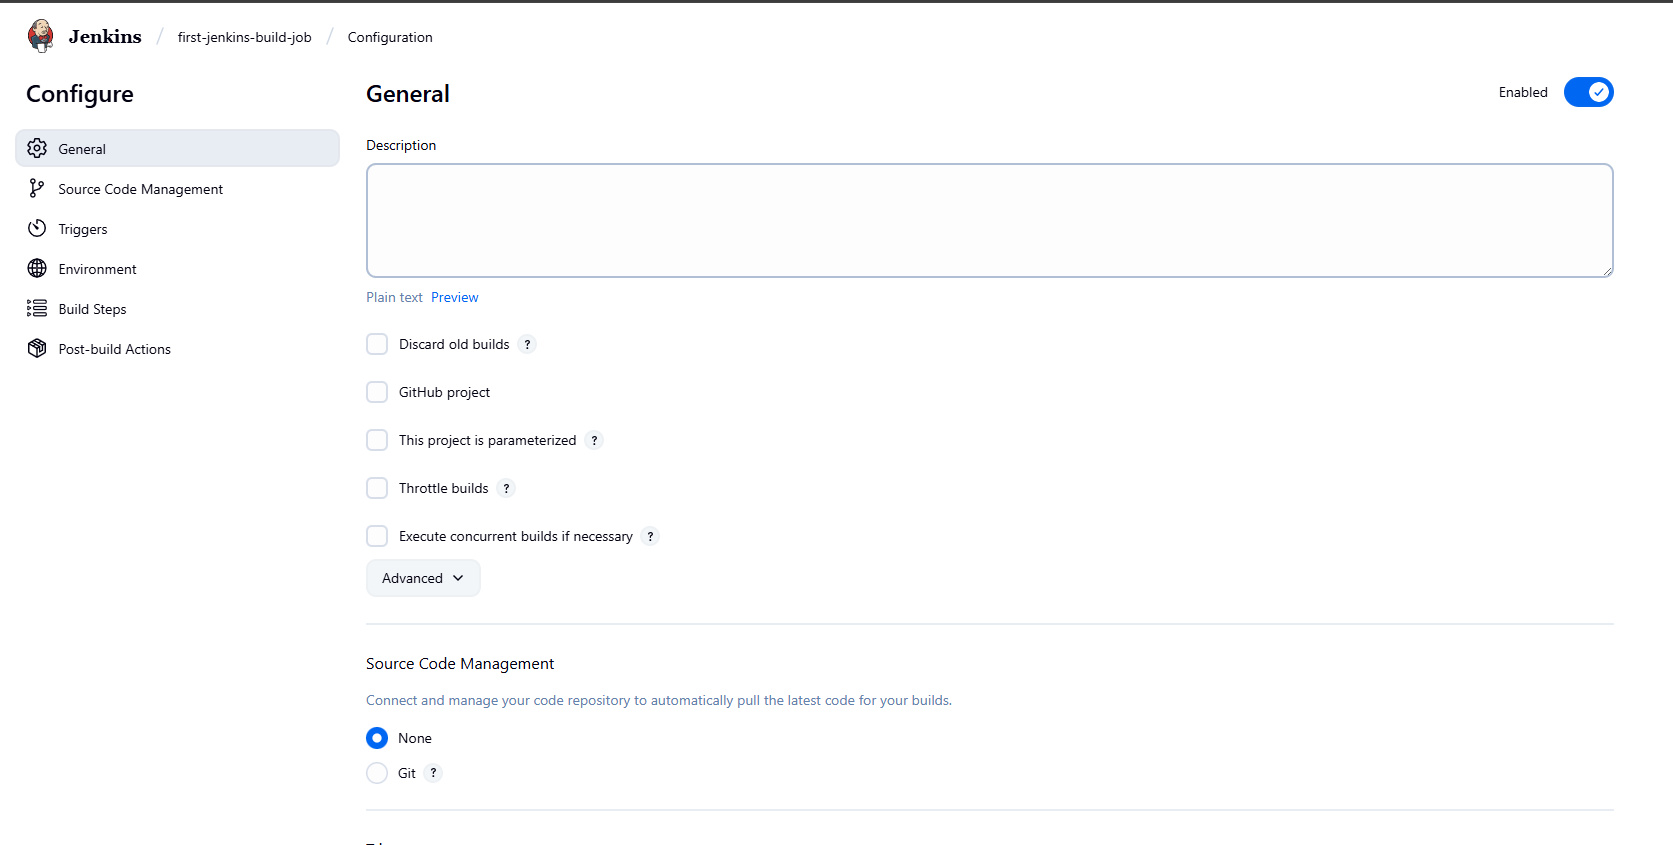 Jenkins / first-jenkins-build-job / Configuration
Configure
General
Source Code Management
Triggers
Environment
Build Steps
Post-build Actions
General
Enabled
Description
Plain text Preview
Discard old builds ?
GitHub project
This project is parameterized ?
Throttle builds ?
Execute concurrent builds if necessary ?
Advanced
Source Code Management
Connect and manage your code repository to automatically pull the latest code for your builds.
None
Git ?